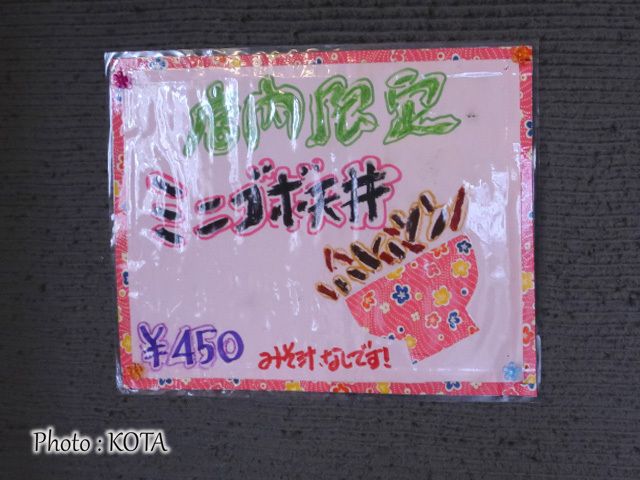 店内限定
ミニゴボ天丼
¥450
みそ汁なしです!
Photo : KOTA